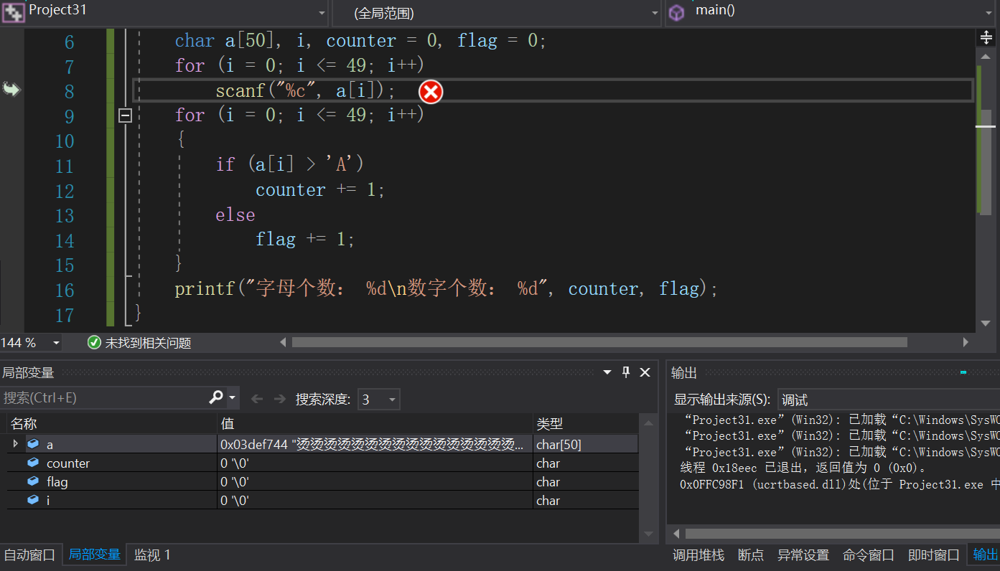 Project31 (全局范围) main()
6 char a[50], i, counter = 0, flag = 0;
7 for (i = 0; i <= 49; i++)
8 scanf("%c", a[i]);
9 for (i = 0; i <= 49; i++)
10 {
11 if (a[i] > 'A')
12 counter += 1;
13 else
14 flag += 1;
15 }
16 printf("字母个数: %d\n数字个数: %d", counter, flag);
17 }
144 % 未找到相关问题
局部变量
搜索(Ctrl+E) 搜索深度: 3
名称 值 类型
a 0x03def744 "烫烫烫烫烫烫烫烫烫烫烫烫烫烫烫烫... char[50]
counter 0 '\0' char
flag 0 '\0' char
i 0 '\0' char
自动窗口 局部变量 监视 1
输出
显示输出来源(S): 调试
“Project31.exe”(Win32): 已加载“C:\Windows\SysWO
“Project31.exe”(Win32): 已加载“C:\Windows\SysWO
“Project31.exe”(Win32): 已加载“C:\Windows\SysWO
线程 0x18eec 已退出，返回值为 0 (0x0)。
0x0FFC98F1 (ucrtbased.dll)处(位于 Project31.exe 中
调用堆栈 断点 异常设置 命令窗口 即时窗口 输出